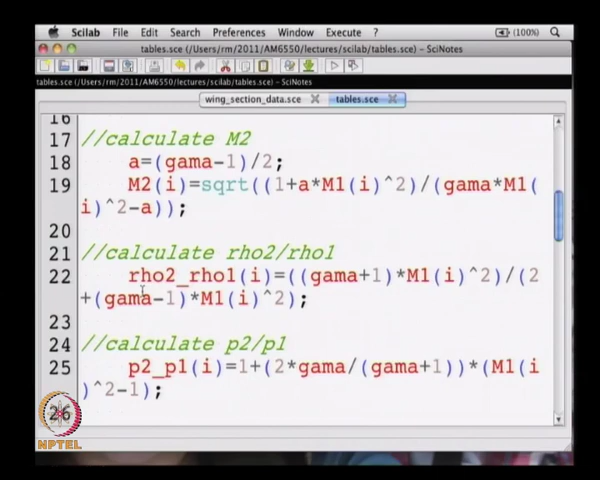 Scilab File Edit Search Preferences Window Execute ? (100%)
tables.sce (/Users/rm/2011/AM6550/lectures/scilab/tables.sce) - SciNotes
tables.sce (/Users/rm/2011/AM6550/lectures/scilab/tables.sce) - SciNotes
wing_section_data.sce tables.sce
16
17 //calculate M2
18 a=(gama-1)/2;
19 M2(i)=sqrt((1+a*M1(i)^2)/(gama*M1(
i)^2-a));
20
21 //calculate rho2/rho1
22 rho2_rho1(i)=((gama+1)*M1(i)^2)/(2
+(gama-1)*M1(i)^2);
23
24 //calculate p2/p1
25 p2_p1(i)=1+(2*gama/(gama+1))*(M1(i
)^2-1);
26
NPTEL